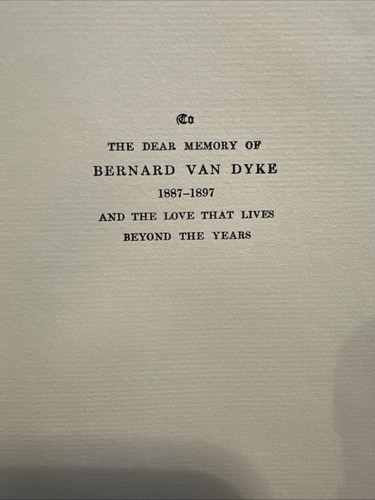 To
THE DEAR MEMORY OF
BERNARD VAN DYKE
1887–1897
AND THE LOVE THAT LIVES
BEYOND THE YEARS